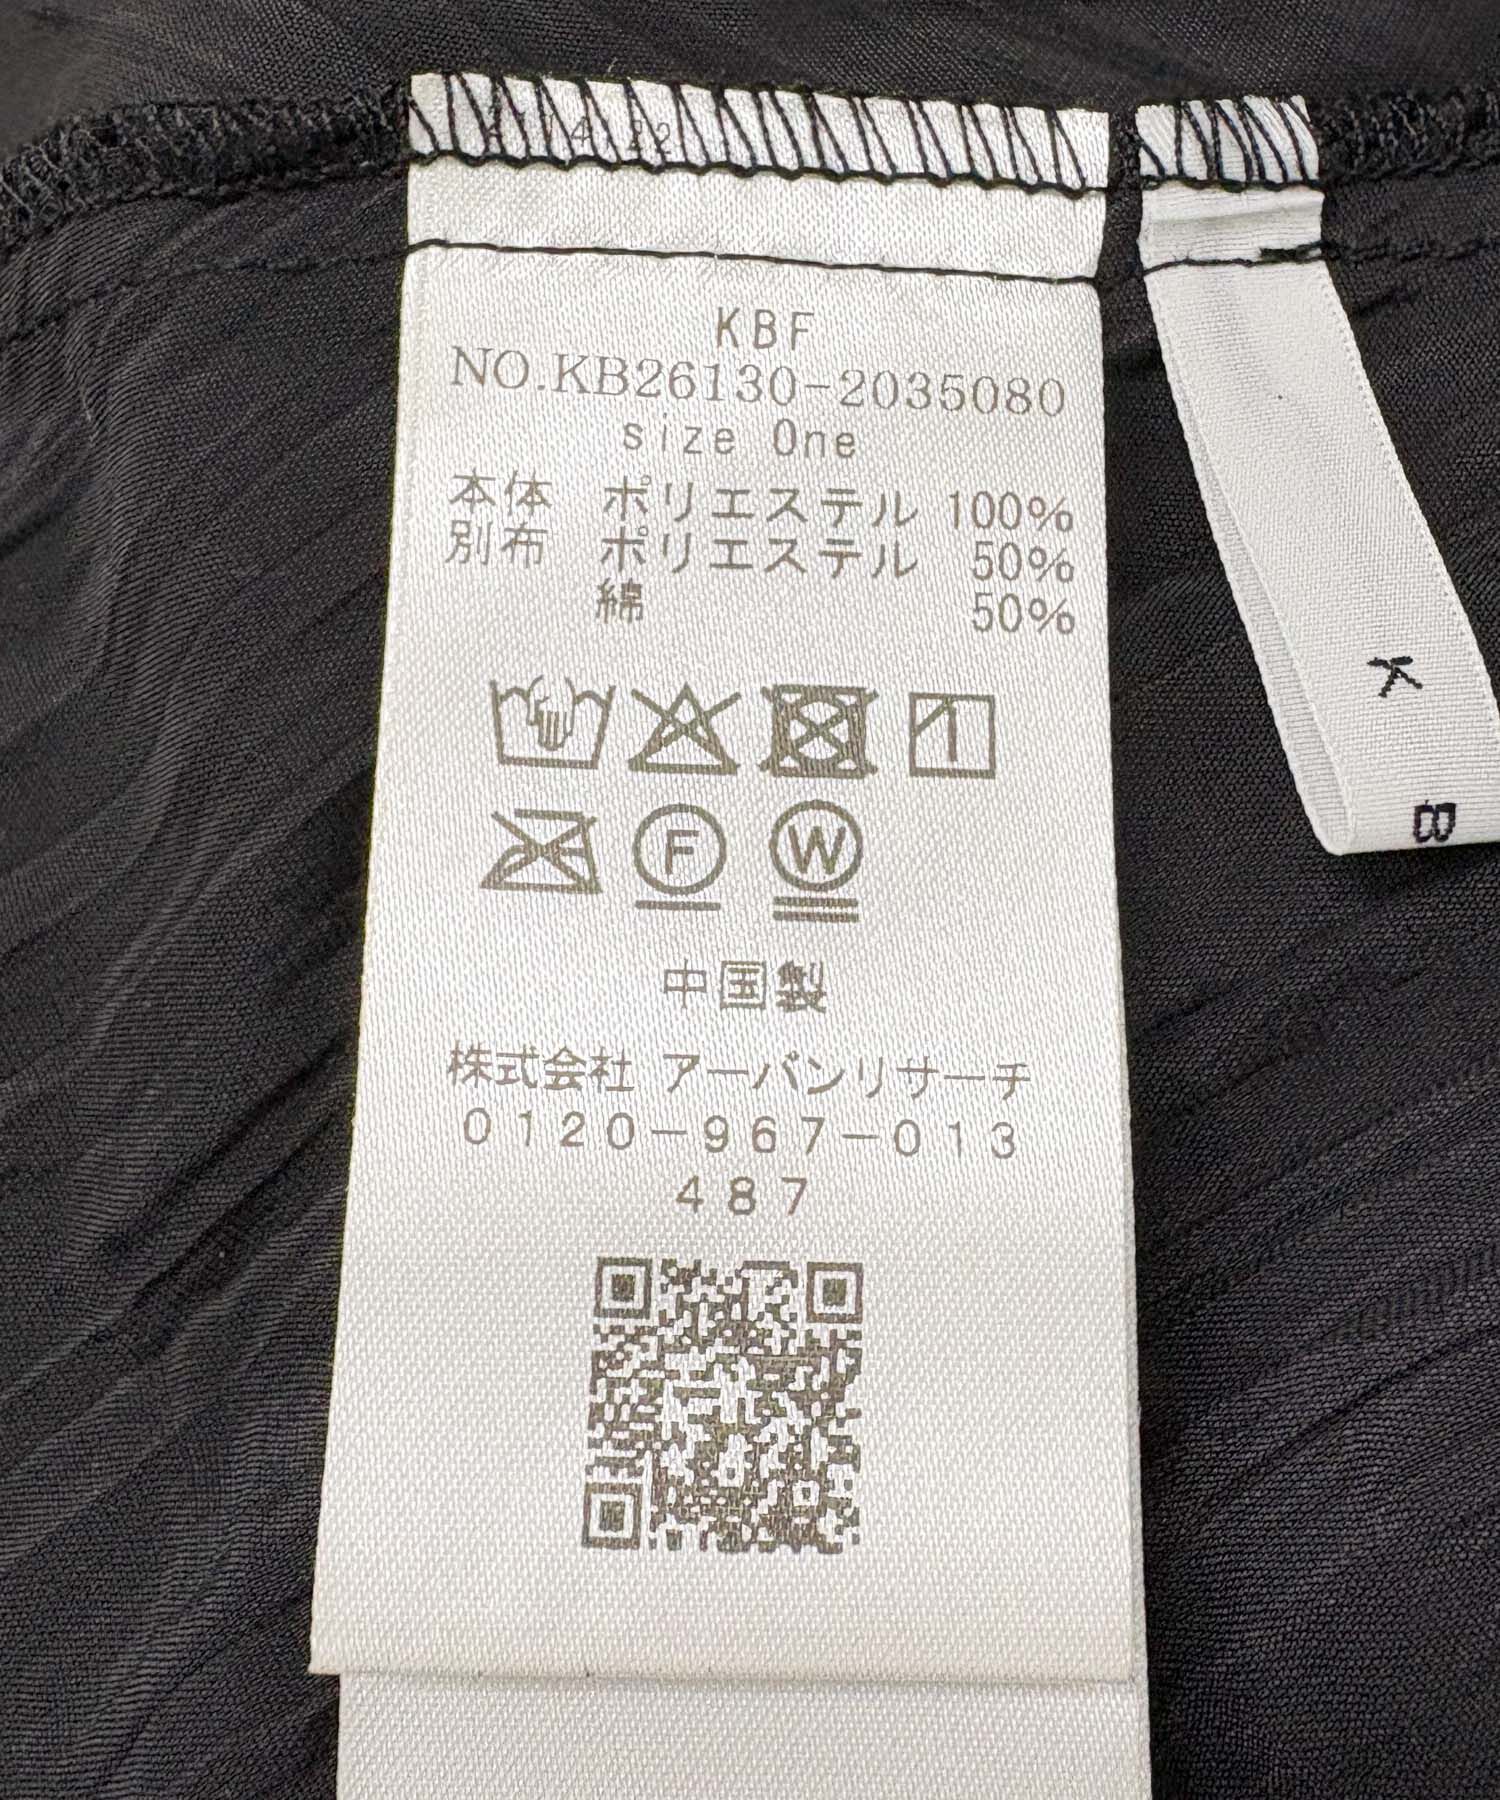 KBF
NO.KB26130-2035080
size One
本体 ポリエステル 100%
別布 ポリエステル 50%
綿 50%
F
W
中国製
株式会社 アーバンリサーチ
0120-967-013
487
K
B